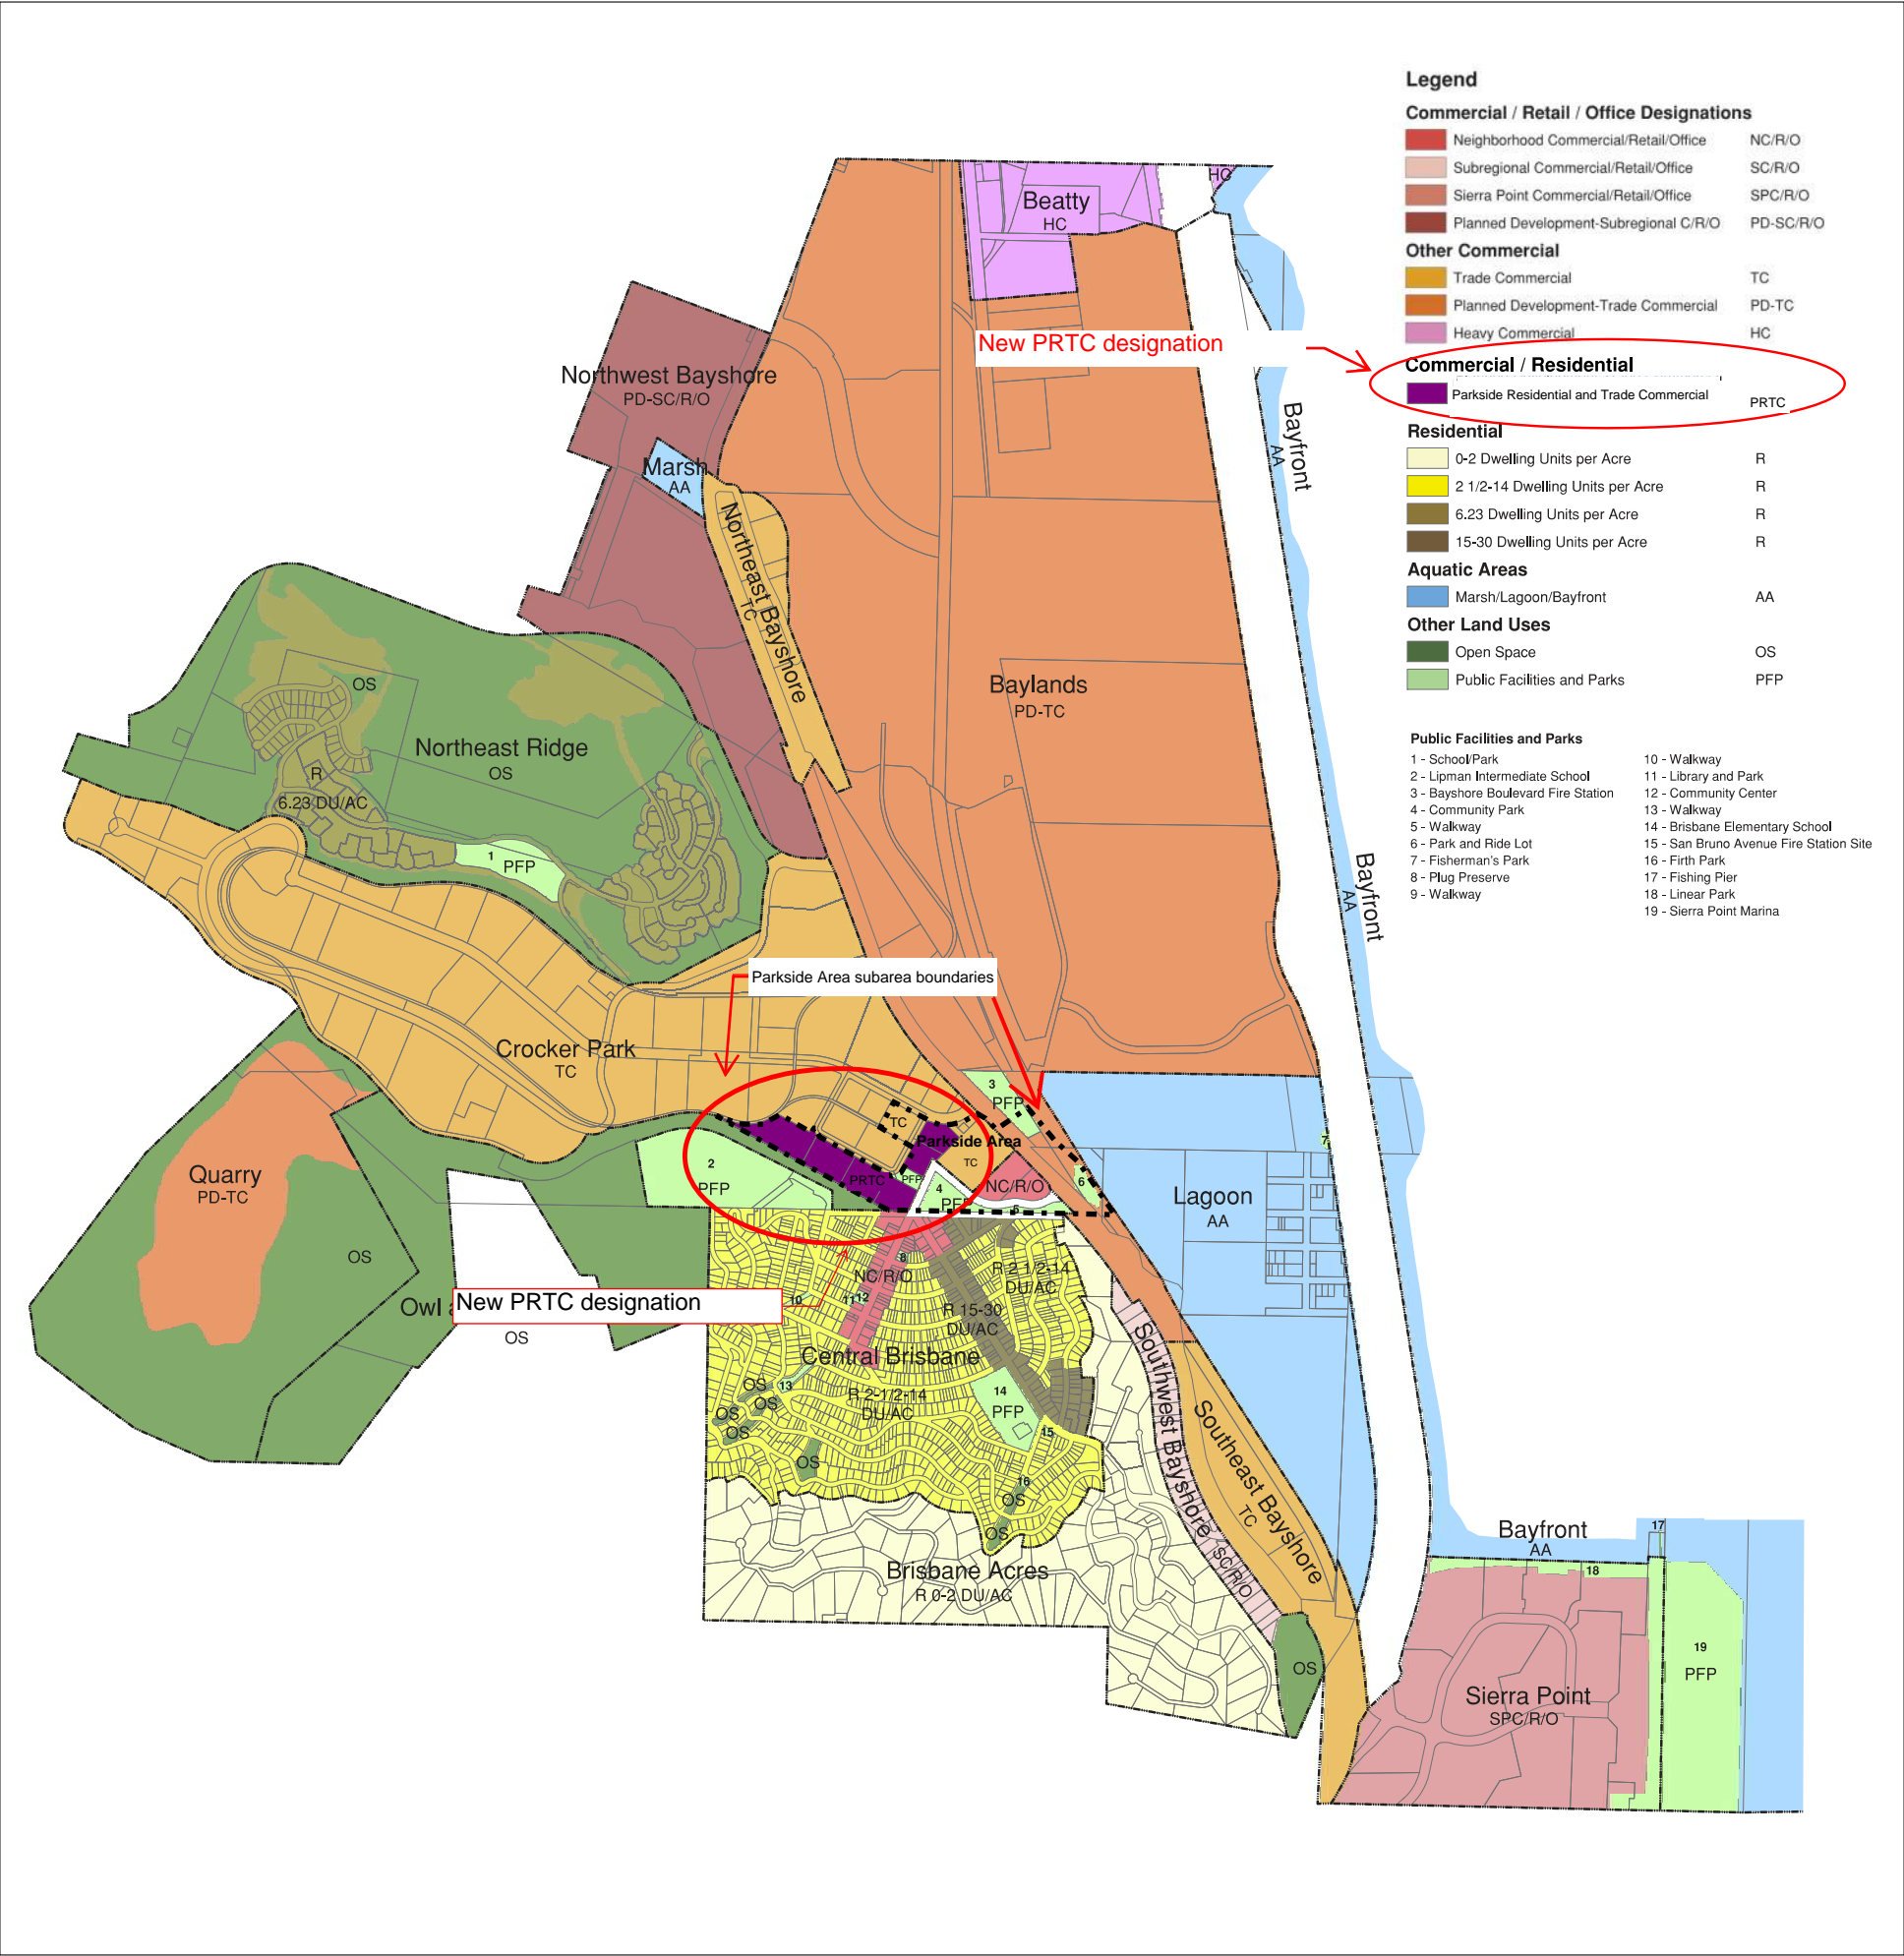 Legend
Commercial / Retail / Office Designations
Neighborhood Commercial/Retail/Office NC/R/O
Subregional Commercial/Retail/Office SC/R/O
Sierra Point Commercial/Retail/Office SPC/R/O
Planned Development-Subregional C/R/O PD-SC/R/O
Other Commercial
Trade Commercial TC
Planned Development-Trade Commercial PD-TC
Heavy Commercial HC
Commercial / Residential
Parkside Residential and Trade Commercial PRTC
Residential
0-2 Dwelling Units per Acre R
2 1/2-14 Dwelling Units per Acre R
6.23 Dwelling Units per Acre R
15-30 Dwelling Units per Acre R
Aquatic Areas
Marsh/Lagoon/Bayfront AA
Other Land Uses
Open Space OS
Public Facilities and Parks PFP
Public Facilities and Parks
1 - School/Park
2 - Lipman Intermediate School
3 - Bayshore Boulevard Fire Station
4 - Community Park
5 - Walkway
6 - Park and Ride Lot
7 - Fisherman's Park
8 - Plug Preserve
9 - Walkway
10 - Walkway
11 - Library and Park
12 - Community Center
13 - Walkway
14 - Brisbane Elementary School
15 - San Bruno Avenue Fire Station Site
16 - Firth Park
17 - Fishing Pier
18 - Linear Park
19 - Sierra Point Marina
Beatty
HC
HC
New PRTC designation
Northwest Bayshore
PD-SC/R/O
Marsh
AA
Northeast Bayshore
TC
Bayfront
AA
Baylands
PD-TC
OS
Northeast Ridge
OS
R
6.23 DU/AC
1
PFP
Bayfront
AA
Parkside Area subarea boundaries
Crocker Park
TC
3
PFP
TC
Parkside Area
TC
7
Quarry
PD-TC
2
PFP
PRTC
PFP
4
PFP
NC/R/O
5
6
Lagoon
AA
OS
8
NC/R/O
R 2 1/2-14
DU/AC
Owl
New PRTC designation
OS
10
11
12
R 15-30
DU/AC
Central Brisbane
R 2-1/2-14
DU/AC
13
OS
OS
OS
OS
OS
14
PFP
15
16
OS
OS
Southwest Bayshore
SC/R/O
Southeast Bayshore
TC
Brisbane Acres
R 0-2 DU/AC
OS
Bayfront
AA
17
18
19
PFP
Sierra Point
SPC/R/O